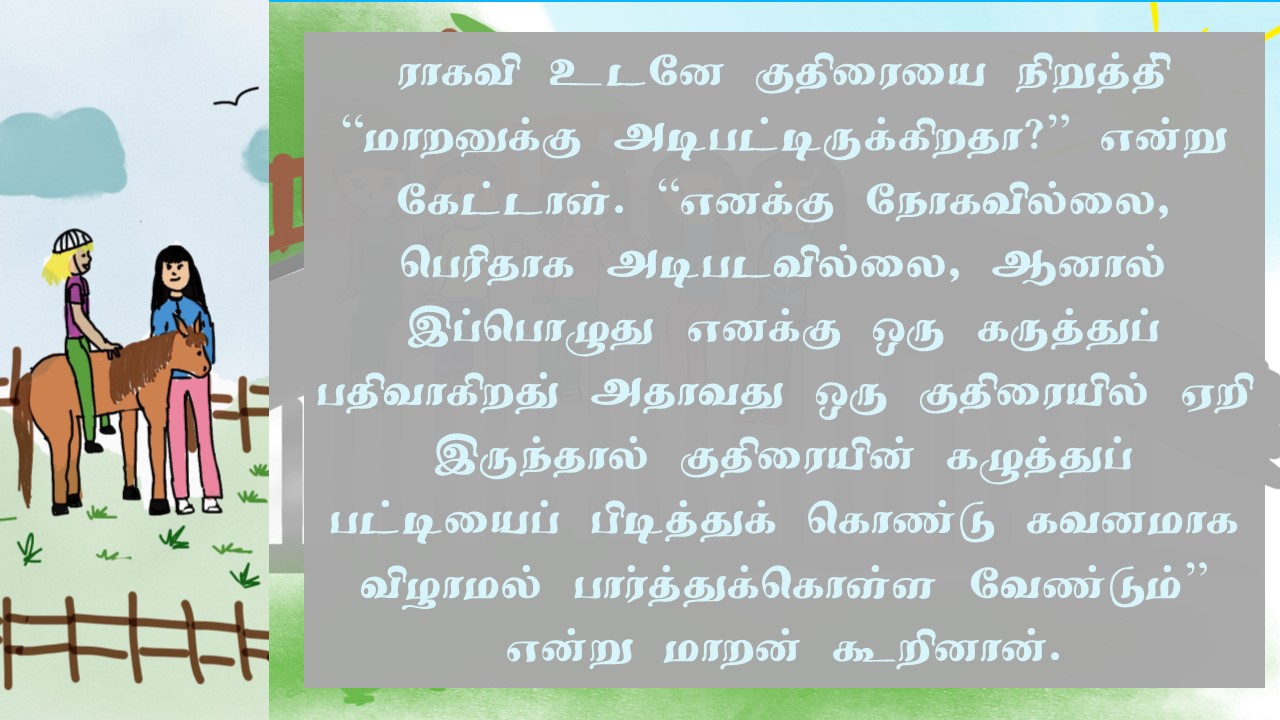 ராகவி உடனே குதிரையை நிறுத்தி
“மாறனுக்கு அடிபட்டிருக்கிறதா?” என்று
கேட்டாள். “எனக்கு நோகவில்லை,
பெரிதாக அடிபடவில்லை, ஆனால்
இப்பொழுது எனக்கு ஒரு கருத்துப்
பதிவாகிறது் அதாவது ஒரு குதிரையில் ஏறி
இருந்தால் குதிரையின் கழுத்துப்
பட்டியைப் பிடித்துக் கொண்டு கவனமாக
விழாமல் பார்த்துக்கொள்ள வேண்டும்”
என்று மாறன் கூறினான்.